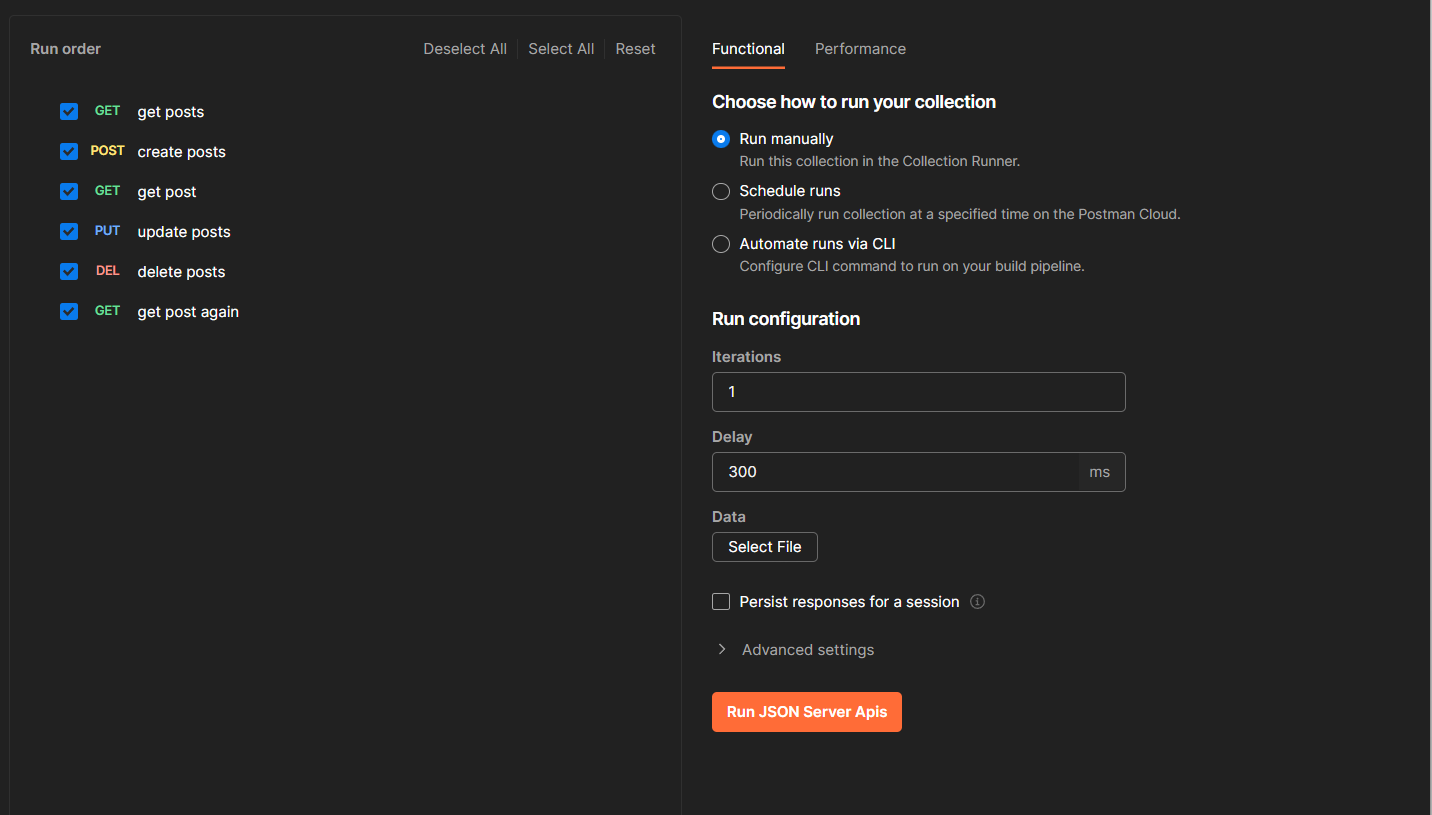 Run order
Deselect All Select All Reset
GET get posts
POST create posts
GET get post
PUT update posts
DEL delete posts
GET get post again
Functional Performance
Choose how to run your collection
Run manually
Run this collection in the Collection Runner.
Schedule runs
Periodically run collection at a specified time on the Postman Cloud.
Automate runs via CLI
Configure CLI command to run on your build pipeline.
Run configuration
Iterations
1
Delay
300 ms
Data
Select File
Persist responses for a session
Advanced settings
Run JSON Server Apis